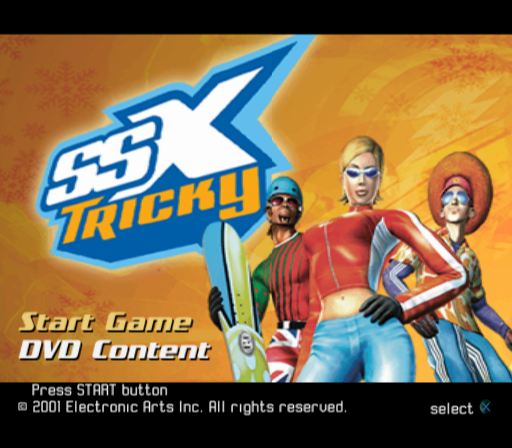 SSX
TRICKY
Start Game
DVD Content
Press START button
© 2001 Electronic Arts Inc. All rights reserved.
select